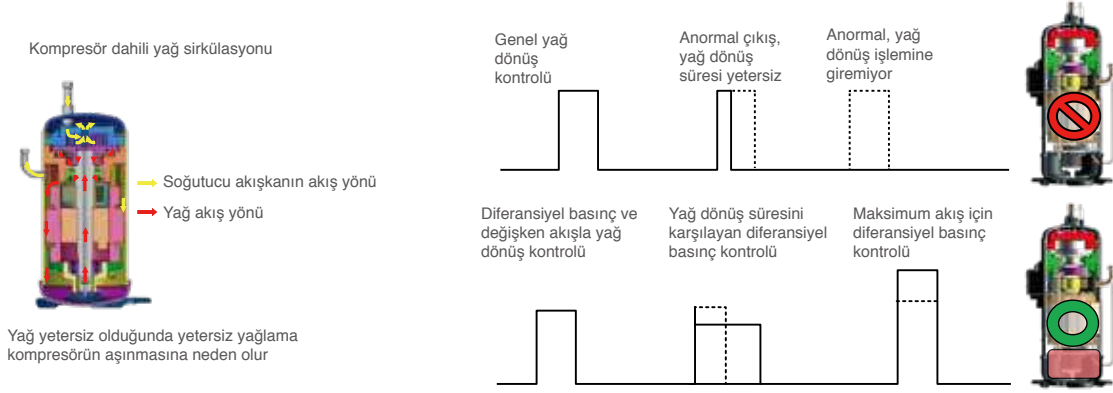 Kompresör dahili yağ sirkülasyonu
Soğutucu akışkanın akış yönü
Yağ akış yönü
Yağ yetersiz olduğunda yetersiz yağlama
kompresörün aşınmasına neden olur
Genel yağ
dönüş
kontrolü
Anormal çıkış,
yağ dönüş
süresi yetersiz
Anormal, yağ
dönüş işlemine
giremiyor
Diferansiyel basınç ve
değişken akışla yağ
dönüş kontrolü
Yağ dönüş süresini
karşılayan diferansiyel
basınç kontrolü
Maksimum akış için
diferansiyel basınç
kontrolü